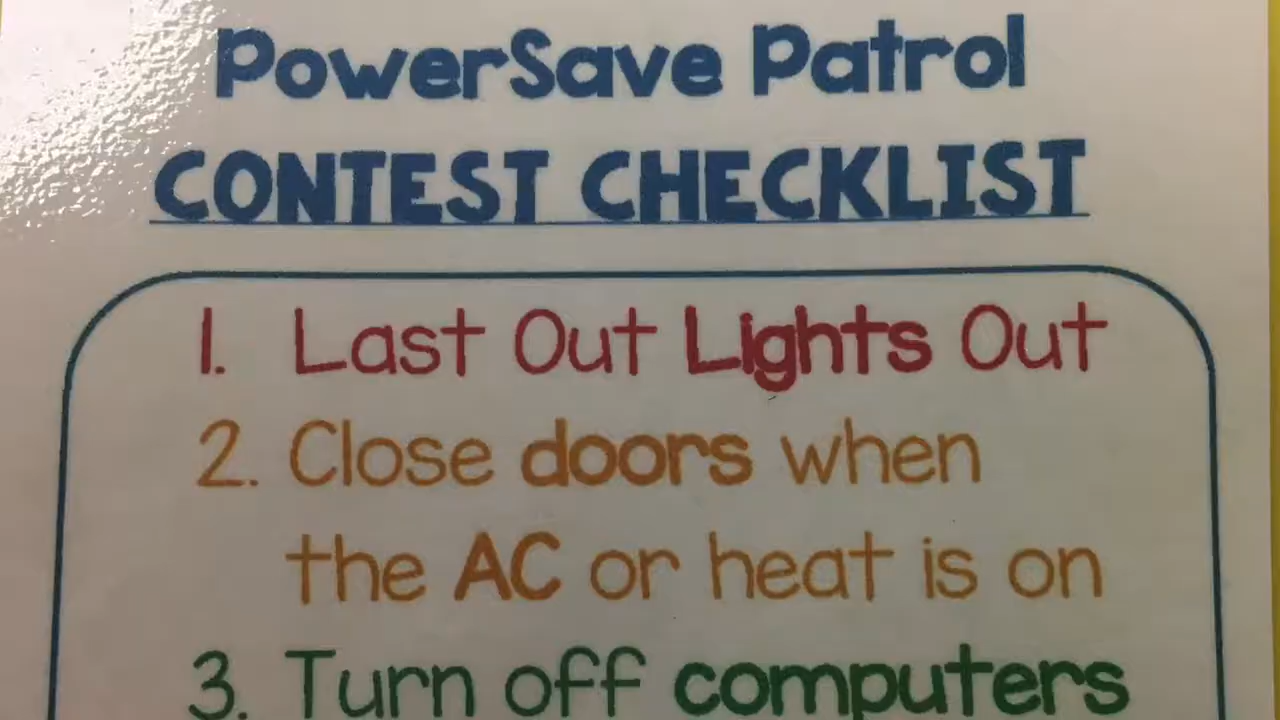 PowerSave Patrol
CONTEST CHECKLIST
1. Last Out Lights Out
2. Close doors when
the AC or heat is on
3. Turn off computers